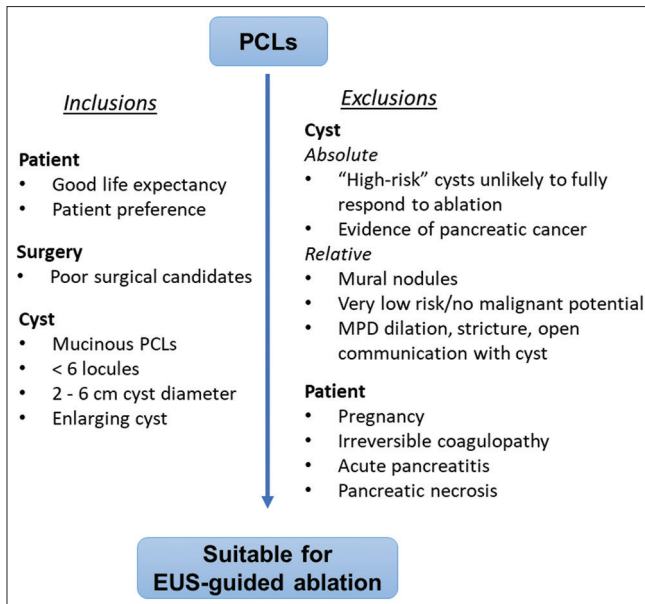 PCLs
Inclusions
Patient
• Good life expectancy
• Patient preference
Surgery
• Poor surgical candidates
Cyst
• Mucinous PCLs
• < 6 locules
• 2 - 6 cm cyst diameter
• Enlarging cyst
Exclusions
Cyst
Absolute
• “High-risk” cysts unlikely to fully
respond to ablation
• Evidence of pancreatic cancer
Relative
• Mural nodules
• Very low risk/no malignant potential
• MPD dilation, stricture, open
communication with cyst
Patient
• Pregnancy
• Irreversible coagulopathy
• Acute pancreatitis
• Pancreatic necrosis
Suitable for
EUS-guided ablation